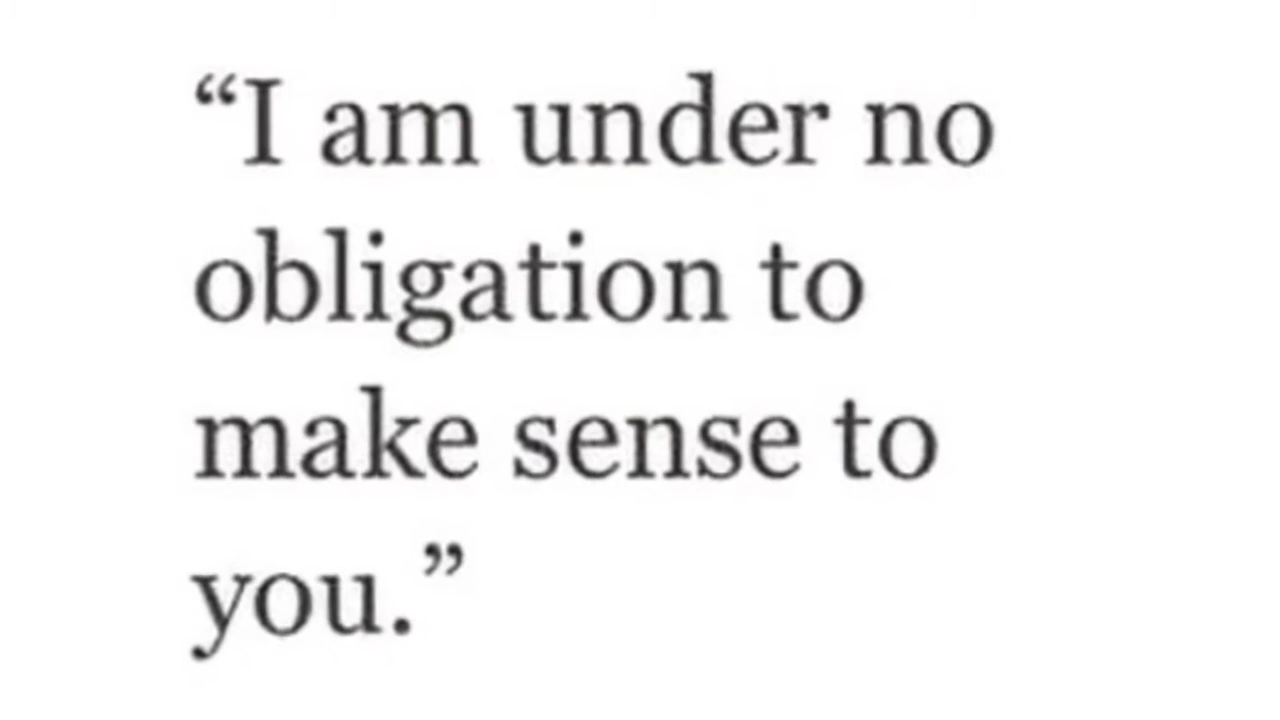 “I am under no
obligation to
make sense to
you.”